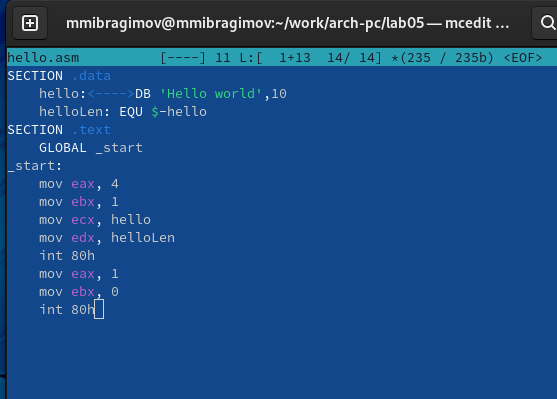 mmibragimov@mmibragimov:~/work/arch-pc/lab05 — mcedit ...
hello.asm [----] 11 L:[ 1+13 14/ 14] *(235 / 235b) <EOF>
SECTION .data
hello:<---->DB 'Hello world',10
helloLen: EQU $-hello
SECTION .text
GLOBAL _start
_start:
mov eax, 4
mov ebx, 1
mov ecx, hello
mov edx, helloLen
int 80h
mov eax, 1
mov ebx, 0
int 80h